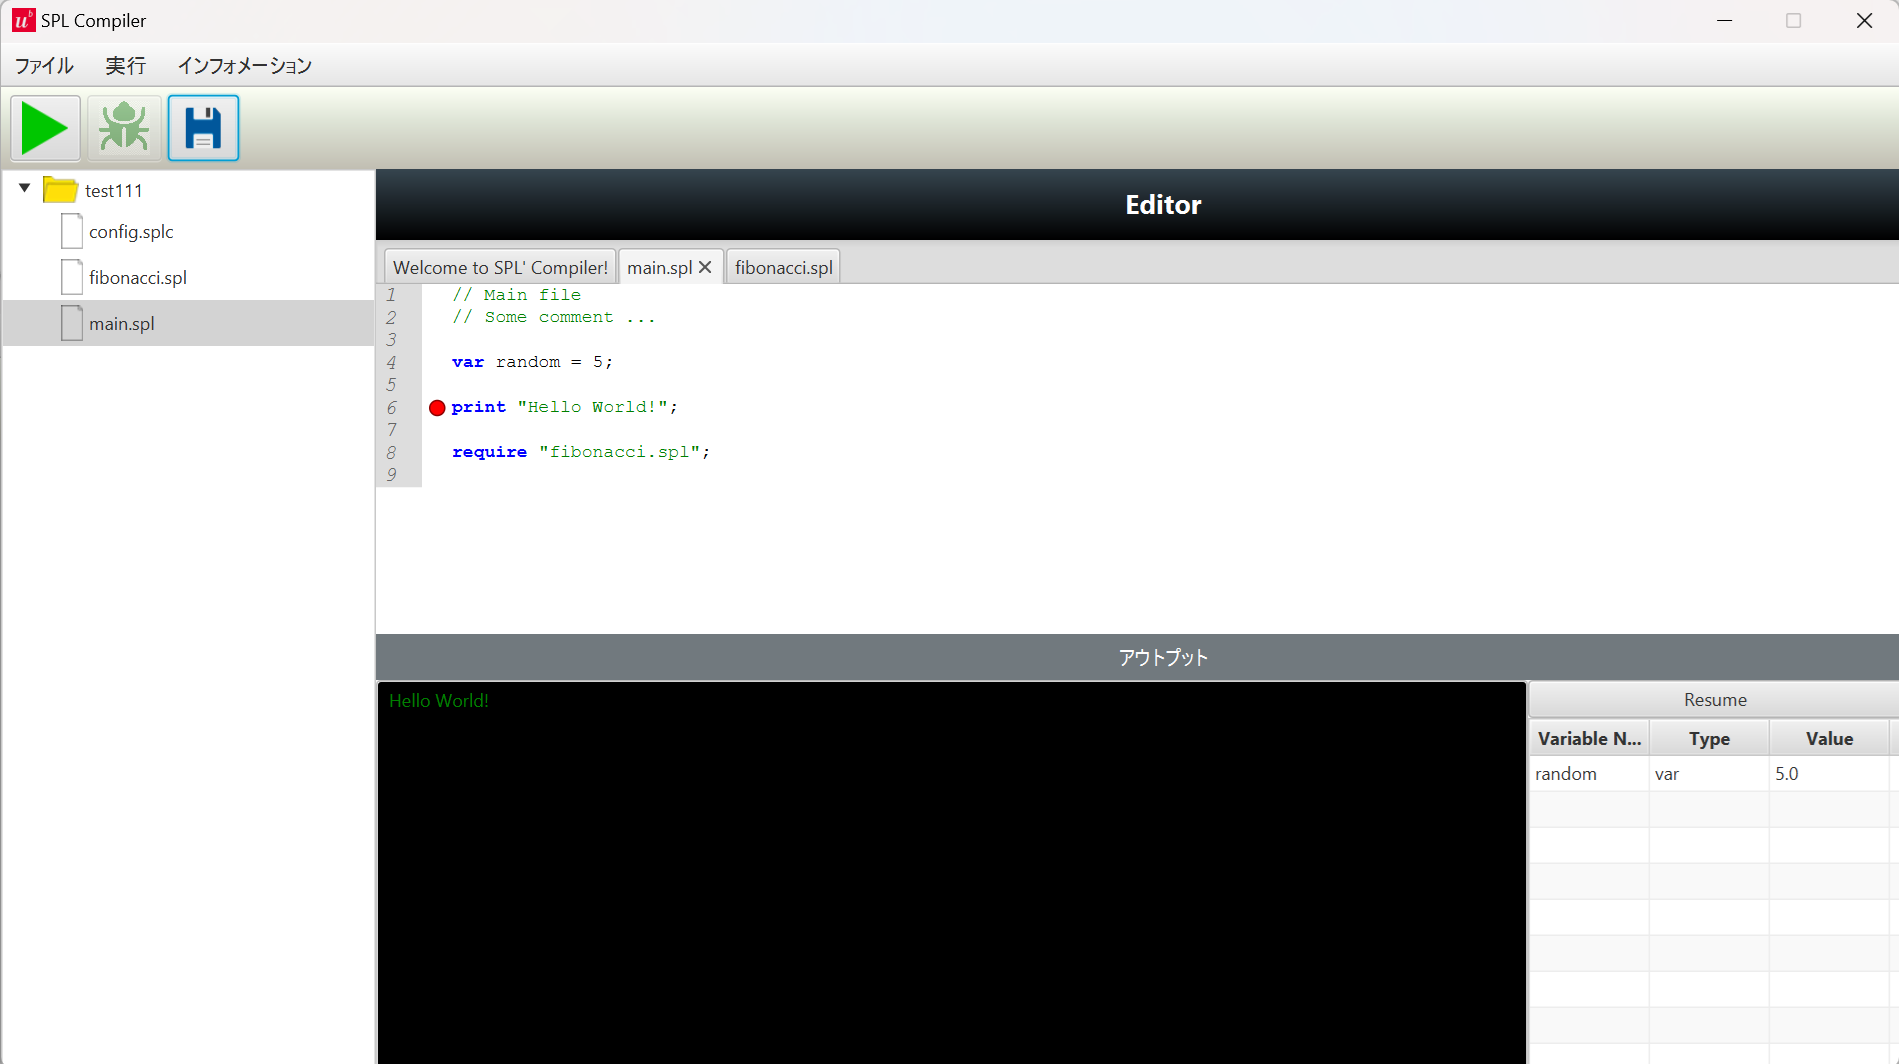 SPL Compiler
ファイル 実行 インフォメーション
test111
config.splc
fibonacci.spl
main.spl
Editor
Welcome to SPL' Compiler! main.spl fibonacci.spl
1 // Main file
2 // Some comment ...
3
4 var random = 5;
5
6 print "Hello World!";
7
8 require "fibonacci.spl";
9
アウトプット
Hello World!
Resume
Variable N... Type Value
random var 5.0